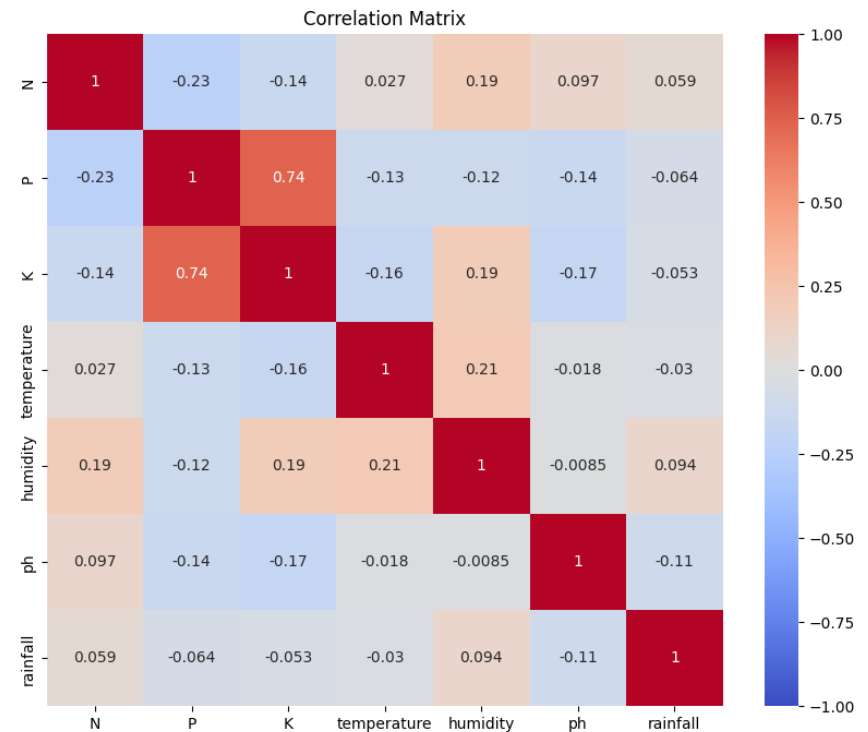 Correlation Matrix
N 1 -0.23 -0.14 0.027 0.19 0.097 0.059
P -0.23 1 0.74 -0.13 -0.12 -0.14 -0.064
K -0.14 0.74 1 -0.16 0.19 -0.17 -0.053
temperature 0.027 -0.13 -0.16 1 0.21 -0.018 -0.03
humidity 0.19 -0.12 0.19 0.21 1 -0.0085 0.094
ph 0.097 -0.14 -0.17 -0.018 -0.0085 1 -0.11
rainfall 0.059 -0.064 -0.053 -0.03 0.094 -0.11 1
N P K temperature humidity ph rainfall
1.00
0.75
0.50
0.25
0.00
−0.25
−0.50
−0.75
−1.00